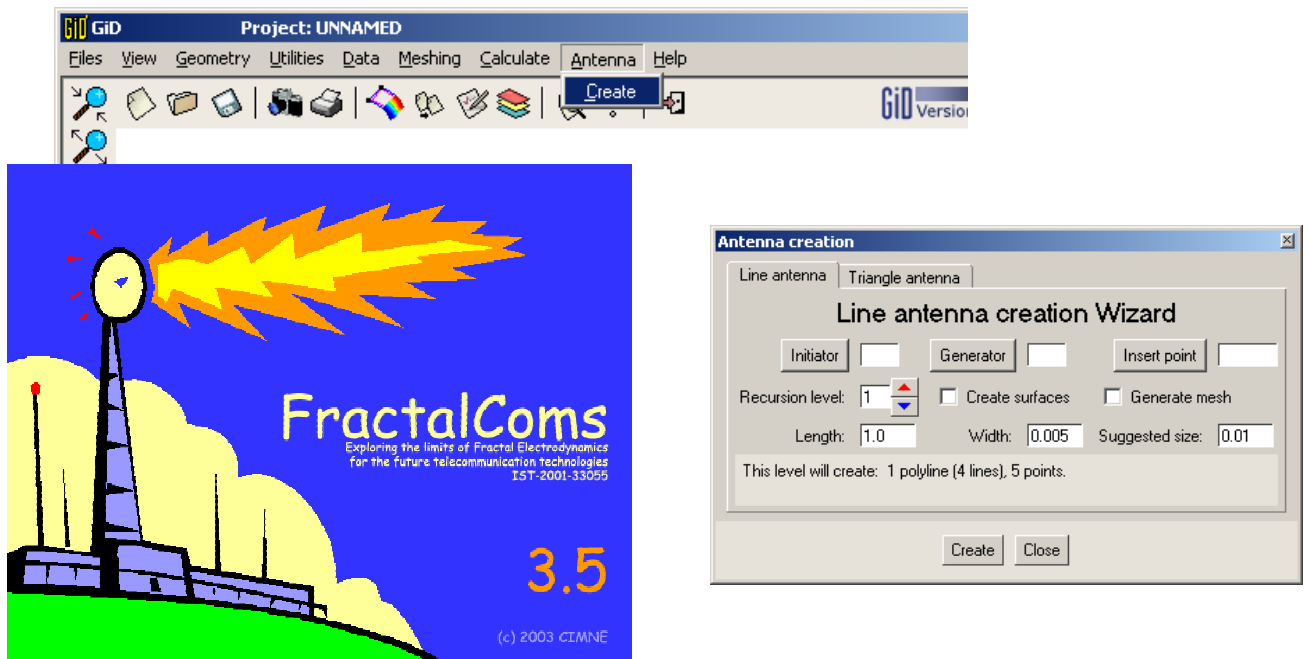 GiD GiD Project: UNNAMED
Files View Geometry Utilities Data Meshing Calculate Antenna Help
Create
GiD Version
FractalComs
Exploring the limits of Fractal Electrodynamics
for the future telecommunication technologies
IST-2001-33055
3.5
(c) 2003 CIMNE
Antenna creation
Line antenna Triangle antenna
Line antenna creation Wizard
Initiator Generator Insert point
Recursion level: 1 Create surfaces Generate mesh
Length: 1.0 Width: 0.005 Suggested size: 0.01
This level will create: 1 polyline (4 lines), 5 points.
Create Close